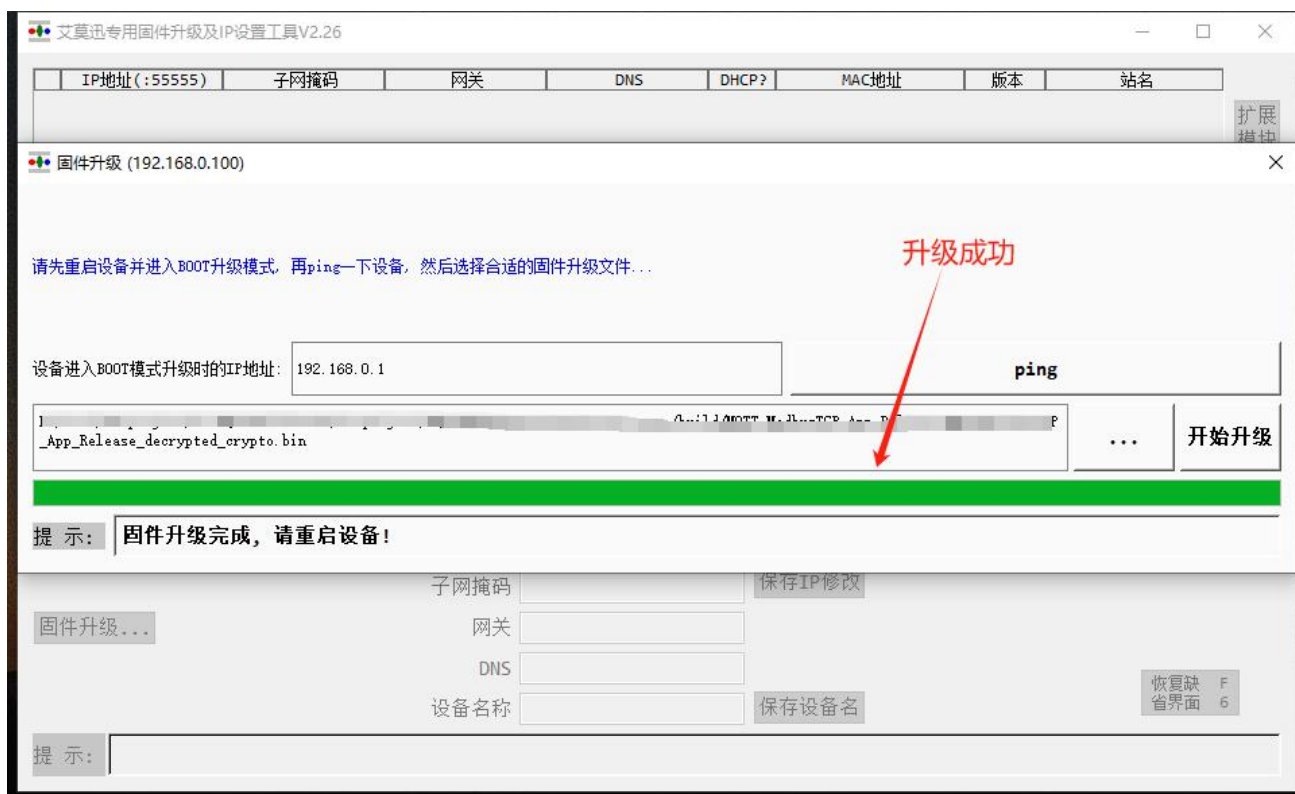 艾莫迅专用固件升级及IP设置工具V2.26
IP地址(:55555) 子网掩码 网关 DNS DHCP? MAC地址 版本 站名
扩展
模块
固件升级 (192.168.0.100)
升级成功
请先重启设备并进入BOOT升级模式, 再ping一下设备, 然后选择合适的固件升级文件...
设备进入BOOT模式升级时的IP地址: 192.168.0.1 ping
_App_Release_decrypted_crypto.bin ... 开始升级
提 示: 固件升级完成, 请重启设备!
子网掩码 保存IP修改
固件升级... 网关
DNS
恢复缺 F
省界面 6
设备名称 保存设备名
提 示: